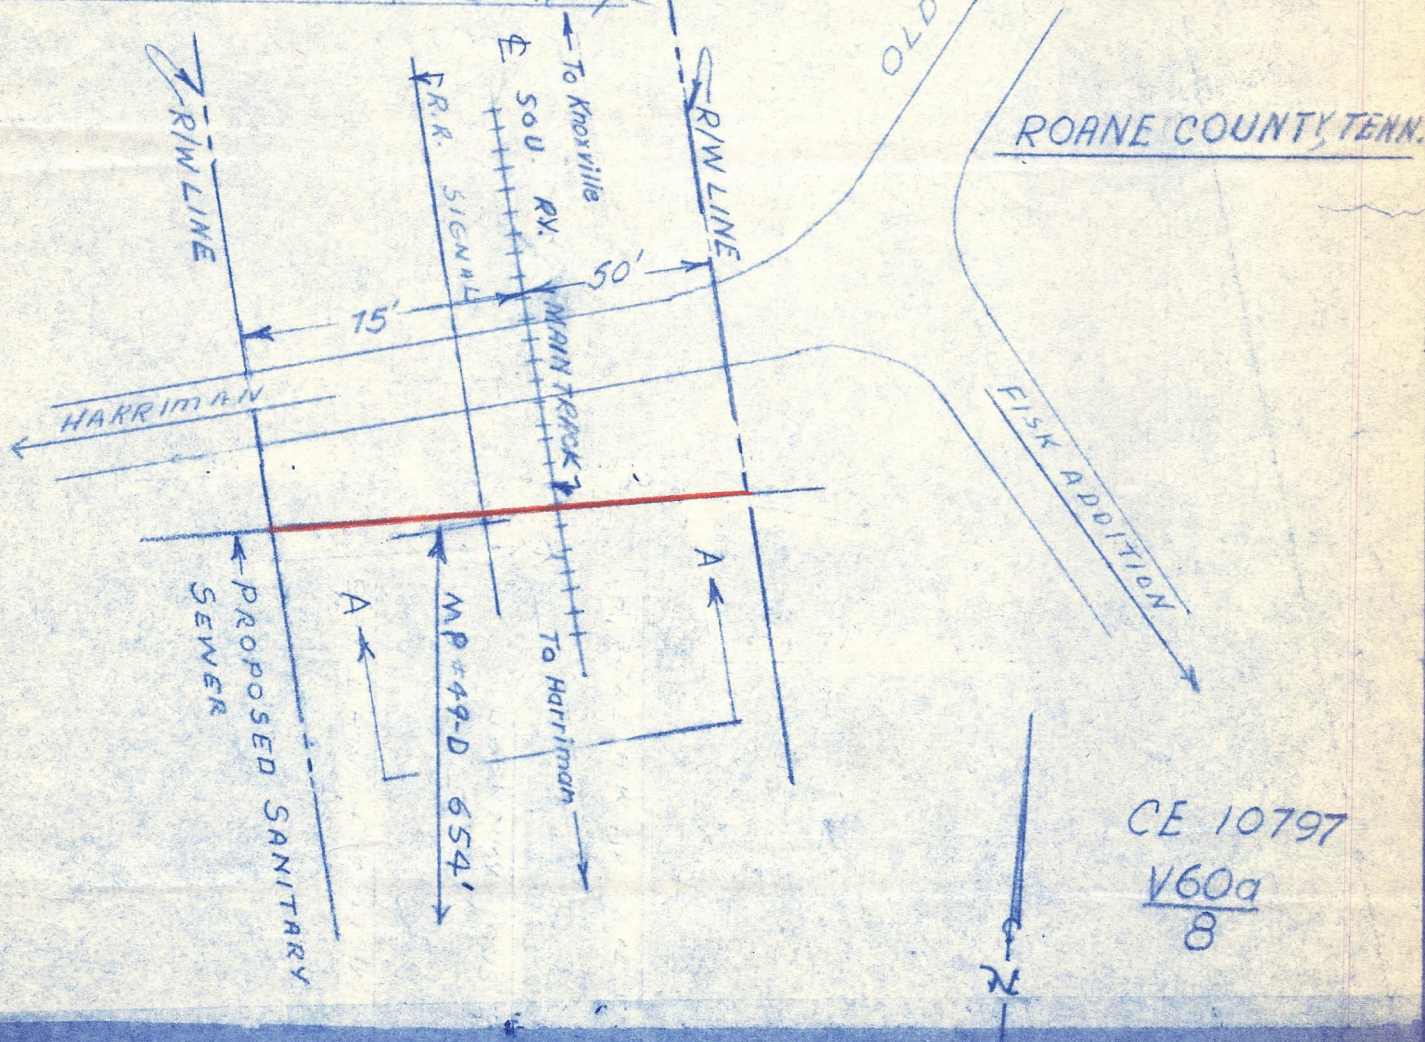 R/W LINE
R.R. SIGNAL
℄ SOU. RY.
To Knoxville
R/W LINE
OLD
ROANE COUNTY, TENN.
75'
50'
MAIN TRACK
HARRIMAN
FISK ADDITION
PROPOSED SANITARY
SEWER
A
MP #49-D 654'
To Harriman
A
CE 10797
V60a
8
N